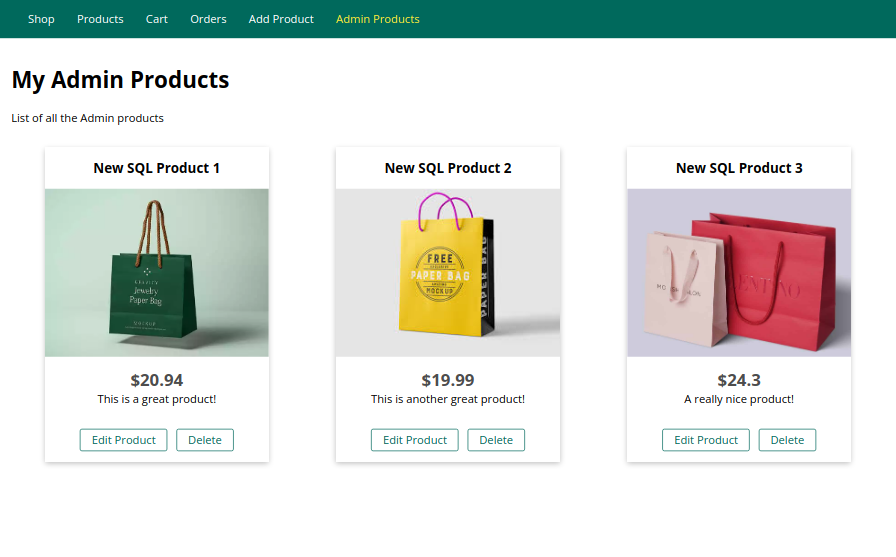 Shop Products Cart Orders Add Product Admin Products
My Admin Products
List of all the Admin products
New SQL Product 1
New SQL Product 2
New SQL Product 3
Jewelry
Paper Bag
MOCKUP
FREE
PAPER BAG
MOCKUP
PAPER BAG
$20.94
This is a great product!
$19.99
This is another great product!
$24.3
A really nice product!
Edit Product Delete
Edit Product Delete
Edit Product Delete